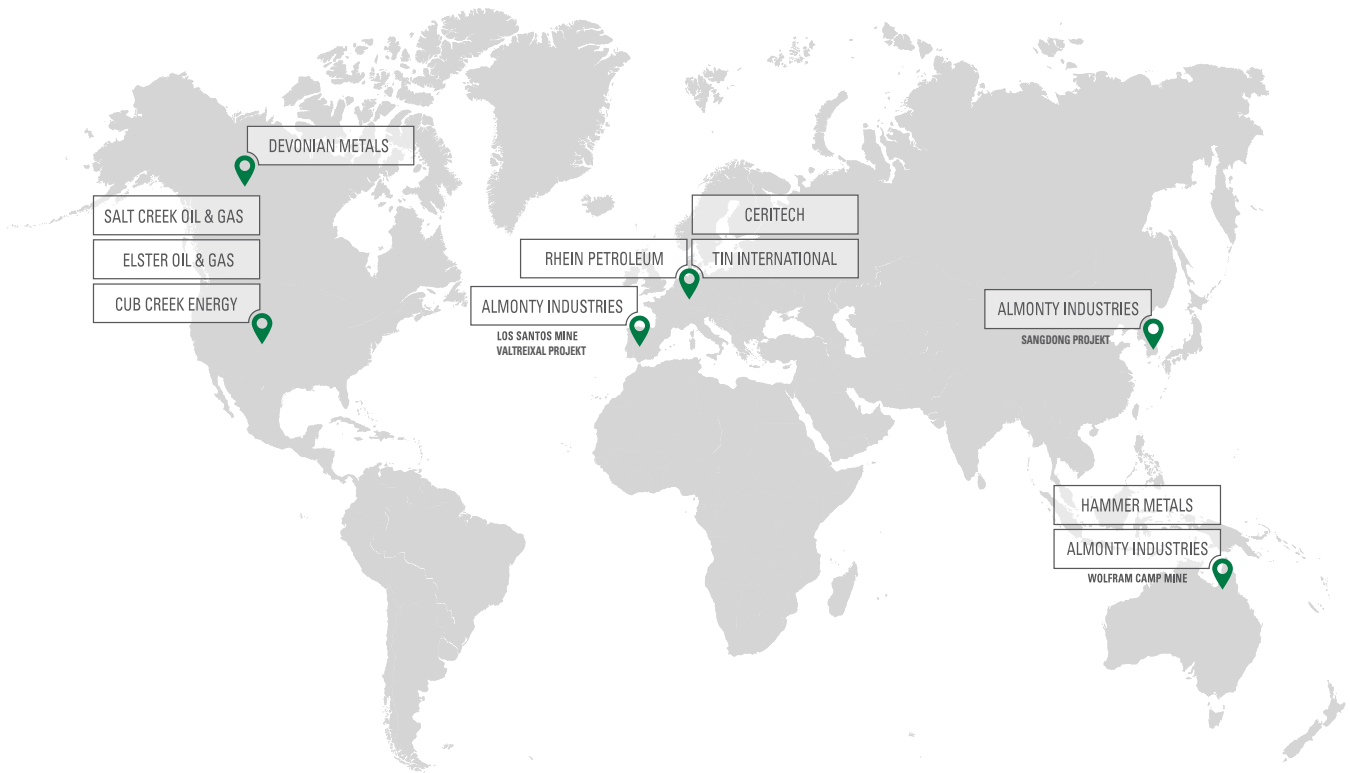 DEVONIAN METALS
SALT CREEK OIL & GAS
ELSTER OIL & GAS
CUB CREEK ENERGY
CERITECH
RHEIN PETROLEUM
TIN INTERNATIONAL
ALMONTY INDUSTRIES
LOS SANTOS MINE
VALTREIXAL PROJEKT
ALMONTY INDUSTRIES
SANGDONG PROJEKT
HAMMER METALS
ALMONTY INDUSTRIES
WOLFRAM CAMP MINE